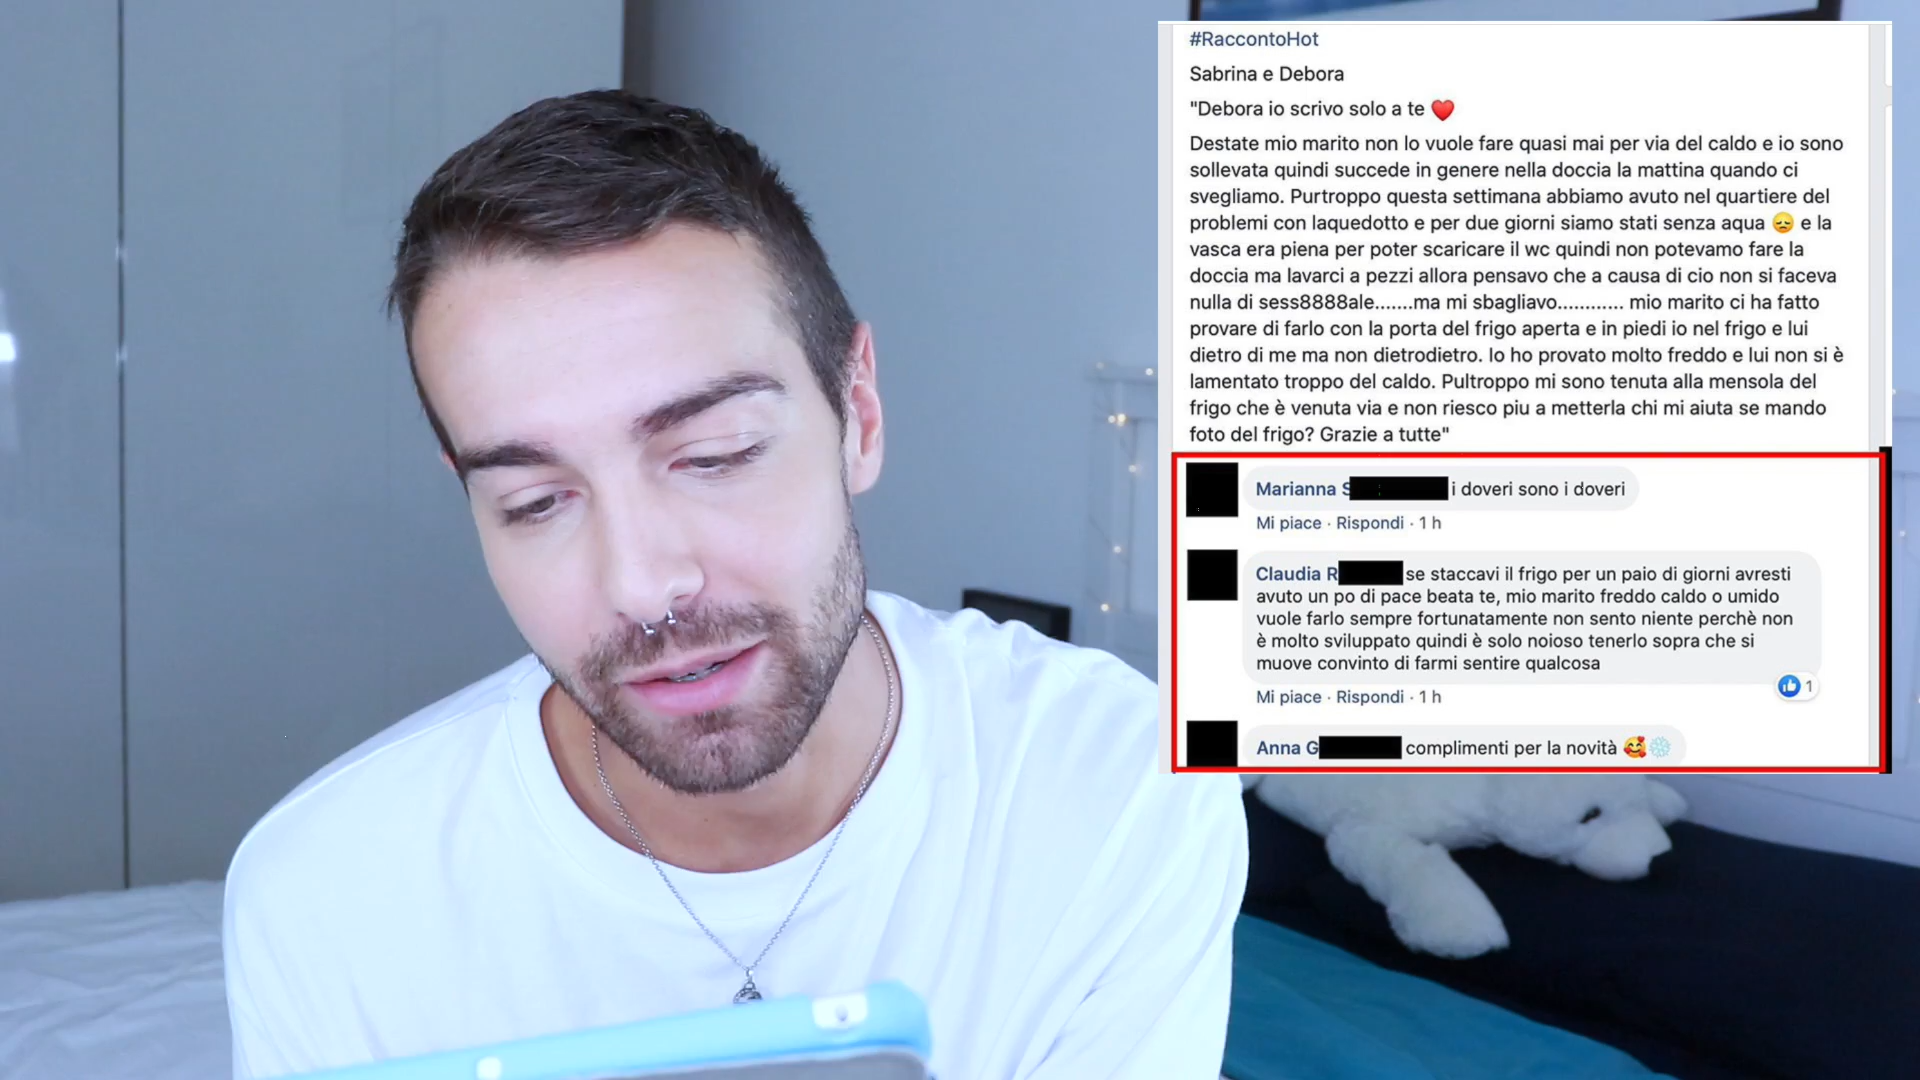 #RaccontoHot
Sabrina e Debora
"Debora io scrivo solo a te ❤️
Destate mio marito non lo vuole fare quasi mai per via del caldo e io sono
sollevata quindi succede in genere nella doccia la mattina quando ci
svegliamo. Purtroppo questa settimana abbiamo avuto nel quartiere del
problemi con laquedotto e per due giorni siamo stati senza aqua 😞 e la
vasca era piena per poter scaricare il wc quindi non potevamo fare la
doccia ma lavarci a pezzi allora pensavo che a causa di cio non si faceva
nulla di sess8888ale.......ma mi sbagliavo............ mio marito ci ha fatto
provare di farlo con la porta del frigo aperta e in piedi io nel frigo e lui
dietro di me ma non dietrodietro. Io ho provato molto freddo e lui non si è
lamentato troppo del caldo. Pultroppo mi sono tenuta alla mensola del
frigo che è venuta via e non riesco piu a metterla chi mi aiuta se mando
foto del frigo? Grazie a tutte"
Marianna S i doveri sono i doveri
Mi piace · Rispondi · 1 h
Claudia R se staccavi il frigo per un paio di giorni avresti
avuto un po di pace beata te, mio marito freddo caldo o umido
vuole farlo sempre fortunatamente non sento niente perchè non
è molto sviluppato quindi è solo noioso tenerlo sopra che si
muove convinto di farmi sentire qualcosa
1
Mi piace · Rispondi · 1 h
Anna G complimenti per la novità 🥰❄️